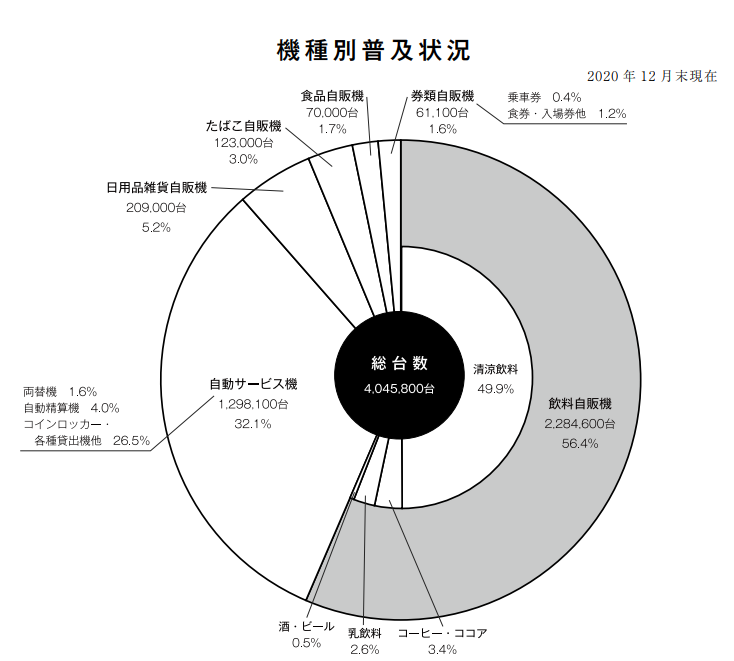 機種別普及状況
2020 年 12 月末現在
食品自販機
70,000台
1.7%
券類自販機
61,100台
1.6%
乗車券 0.4%
食券・入場券他 1.2%
たばこ自販機
123,000台
3.0%
日用品雑貨自販機
209,000台
5.2%
総台数
4,045,800台
清涼飲料
49.9%
飲料自販機
2,284,600台
56.4%
自動サービス機
1,298,100台
32.1%
両替機 1.6%
自動精算機 4.0%
コインロッカー・
各種貸出機他 26.5%
酒・ビール
0.5%
乳飲料
2.6%
コーヒー・ココア
3.4%